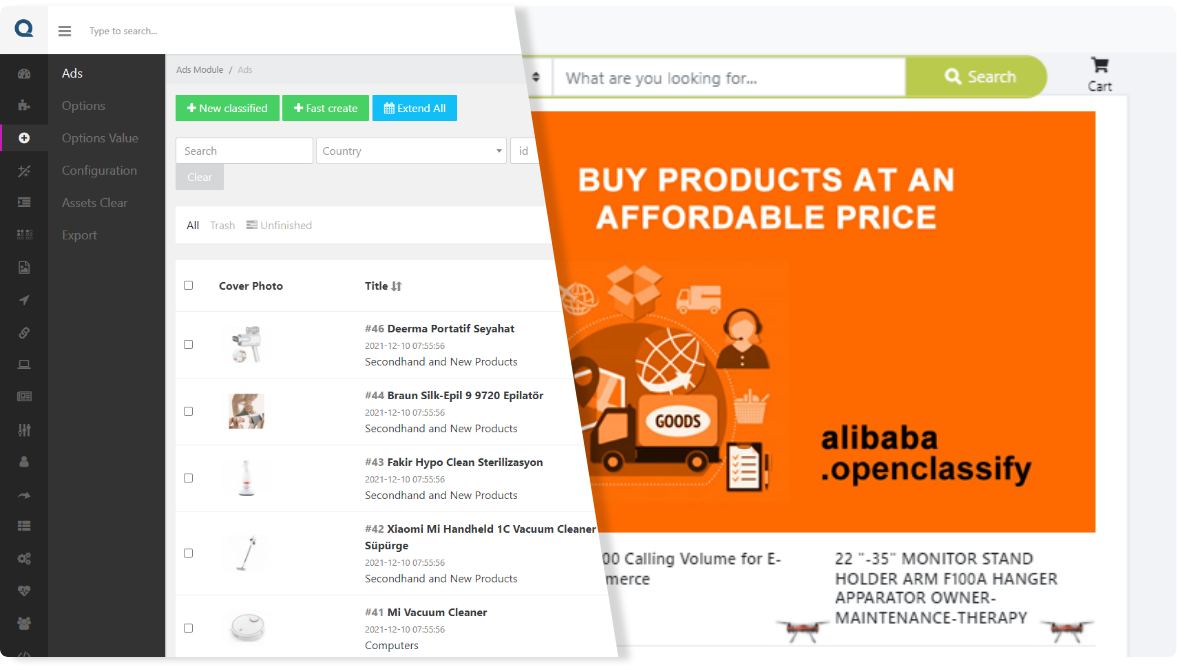 Q
Type to search...
Ads
Options
Options Value
Configuration
Assets Clear
Export
Ads Module / Ads
New classified
Fast create
Extend All
Search
Country
id
Clear
All Trash Unfinished
Cover Photo
Title
#46 Deerma Portatif Seyahat
2021-12-10 07:55:56
Secondhand and New Products
#44 Braun Silk-Epil 9 9720 Epilatör
2021-12-10 07:55:56
Secondhand and New Products
#43 Fakir Hypo Clean Sterilizasyon
2021-12-10 07:55:56
Secondhand and New Products
#42 Xiaomi Mi Handheld 1C Vacuum Cleaner
Süpürge
2021-12-10 07:55:56
Secondhand and New Products
#41 Mi Vacuum Cleaner
2021-12-10 07:55:56
Computers
What are you looking for...
Search
Cart
BUY PRODUCTS AT AN
AFFORDABLE PRICE
GOODS
alibaba
.openclassify
00 Calling Volume for E-
merce
22 "-35" MONITOR STAND
HOLDER ARM F100A HANGER
APPARATOR OWNER-
MAINTENANCE-THERAPY